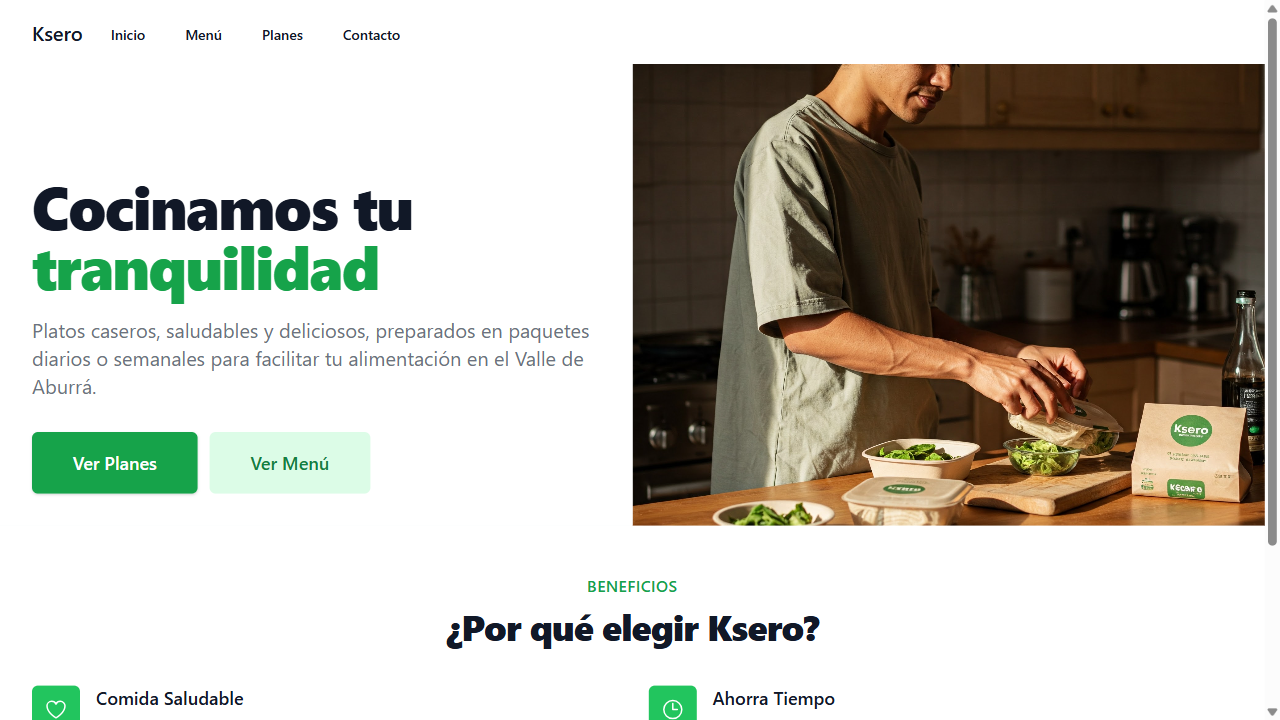 Ksero
Inicio
Menú
Planes
Contacto
Cocinamos tu
tranquilidad
Platos caseros, saludables y deliciosos, preparados en paquetes
diarios o semanales para facilitar tu alimentación en el Valle de
Aburrá.
Ver Planes
Ver Menú
Ksero
BENEFICIOS
¿Por qué elegir Ksero?
Comida Saludable
Ahorra Tiempo